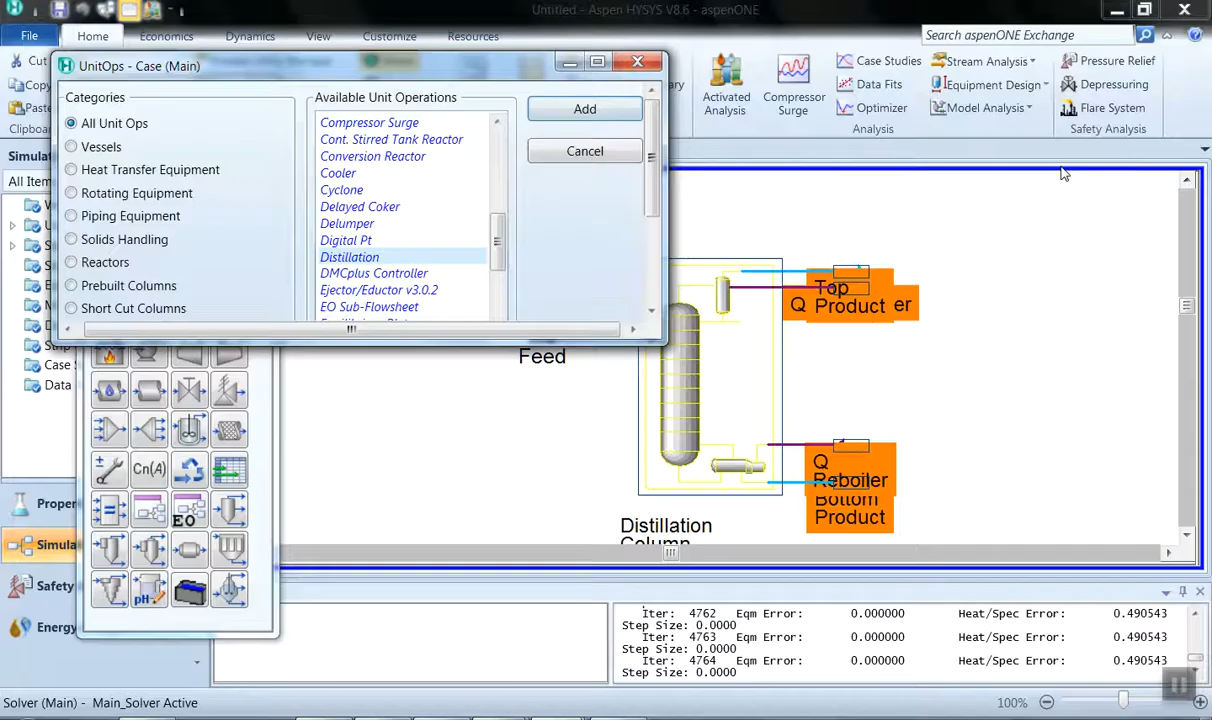 Untitled - Aspen HYSYS V8.6 - aspenONE
File Home Economics Dynamics View Customize Resources
Search aspenONE Exchange
Cut
Copy
Paste
Clipboard
UnitOps - Case (Main)
Categories
All Unit Ops
Vessels
Heat Transfer Equipment
Rotating Equipment
Piping Equipment
Solids Handling
Reactors
Prebuilt Columns
Short Cut Columns
Available Unit Operations
Compressor Surge
Cont. Stirred Tank Reactor
Conversion Reactor
Cooler
Cyclone
Delayed Coker
Delumper
Digital Pt
Distillation
DMCplus Controller
Ejector/Eductor v3.0.2
EO Sub-Flowsheet
Add
Cancel
Activated
Analysis
Compressor
Surge
Case Studies
Data Fits
Optimizer
Stream Analysis
Equipment Design
Model Analysis
Analysis
Pressure Relief
Depressuring
Flare System
Safety Analysis
All Item
Case S
Data
Cn(A)
EO
pH
Prope
Simula
Safety
Energy
Feed
Top
Product
Q er
Q
Reboiler
Bottom
Product
Distillation
Column
Iter: 4762 Eqm Error: 0.000000 Heat/Spec Error: 0.490543
Step Size: 0.0000
Iter: 4763 Eqm Error: 0.000000 Heat/Spec Error: 0.490543
Step Size: 0.0000
Iter: 4764 Eqm Error: 0.000000 Heat/Spec Error: 0.490543
Step Size: 0.0000
Solver (Main) - Main_Solver Active
100%